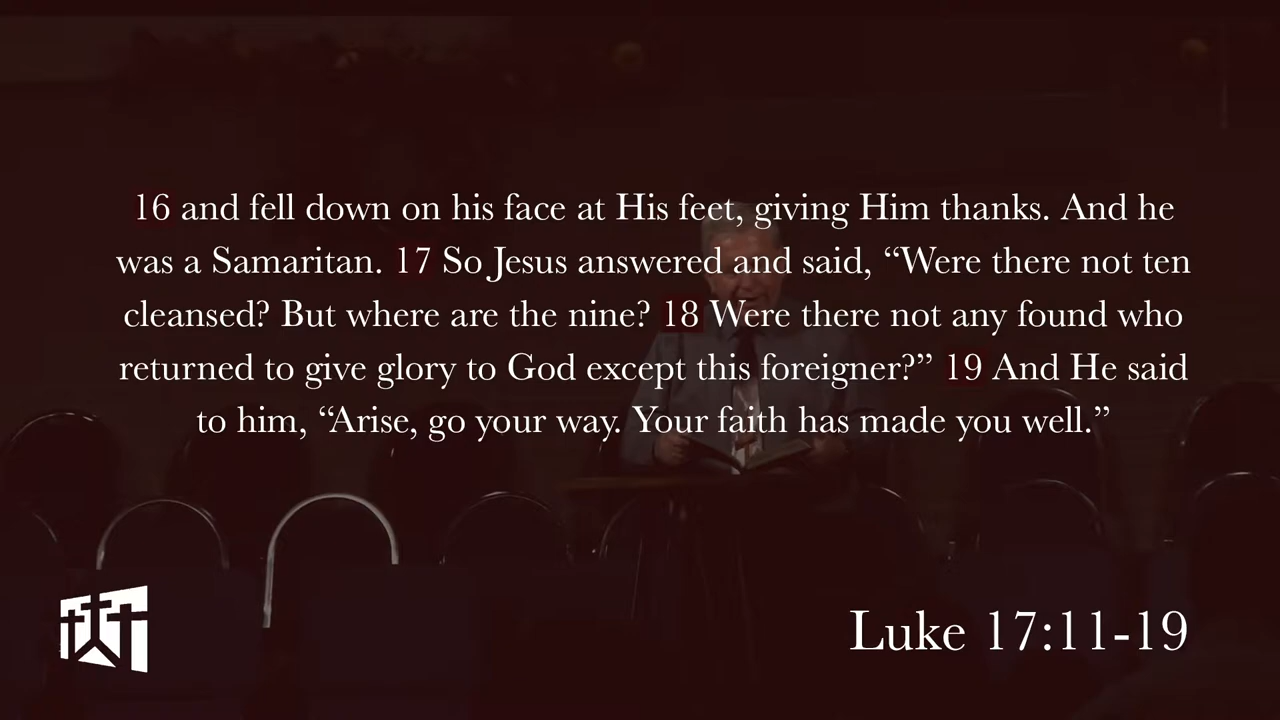 16 and fell down on his face at His feet, giving Him thanks. And he
was a Samaritan. 17 So Jesus answered and said, “Were there not ten
cleansed? But where are the nine? 18 Were there not any found who
returned to give glory to God except this foreigner?” 19 And He said
to him, “Arise, go your way. Your faith has made you well.”
Luke 17:11-19